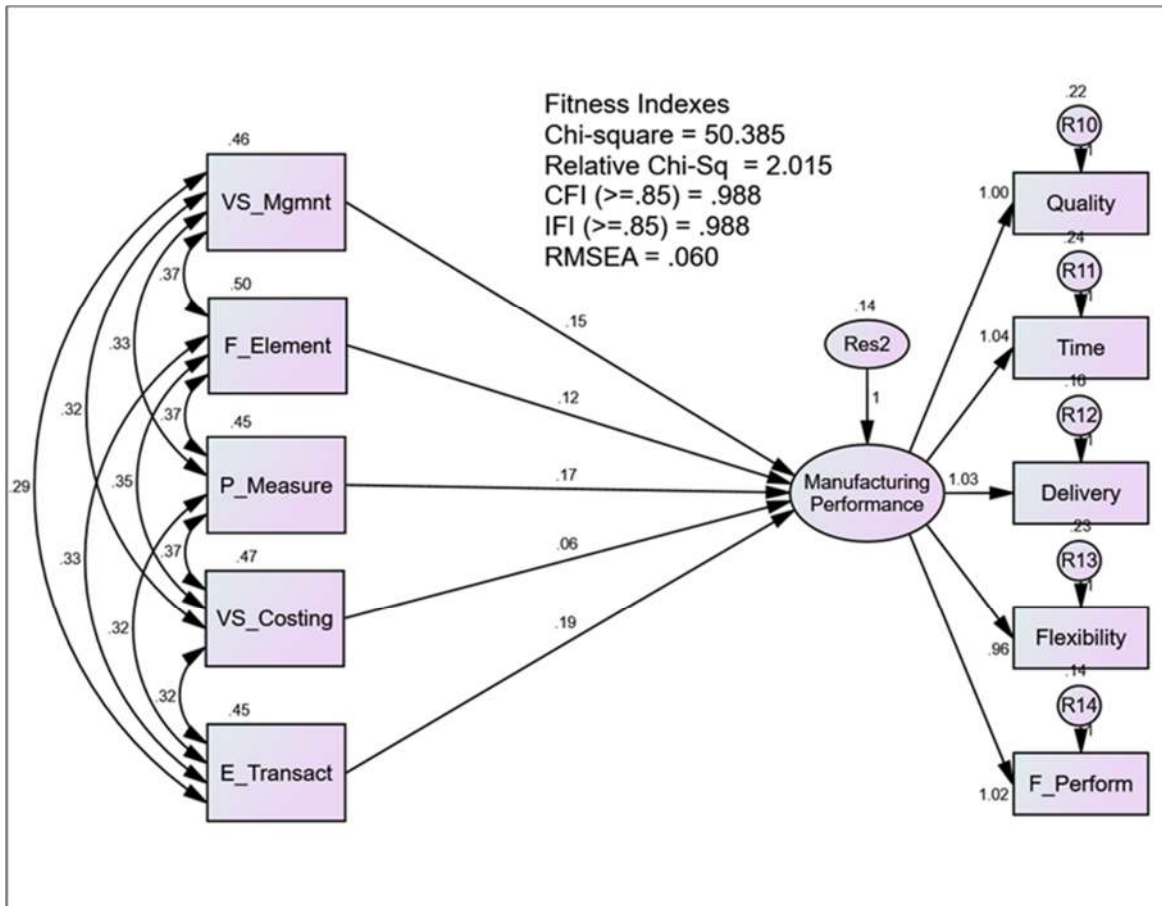 Fitness Indexes
Chi-square = 50.385
Relative Chi-Sq = 2.015
CFI (>=.85) = .988
IFI (>=.85) = .988
RMSEA = .060
.46
VS_Mgmnt
.50
F_Element
.45
P_Measure
.47
VS_Costing
.45
E_Transact
.37
.33
.32
.37
.29
.35
.33
.37
.32
.32
.15
.12
.17
.06
.19
.14
Res2
1
Manufacturing
Performance
1.00
1.04
1.03
.96
1.02
.22
R10
1
Quality
.24
R11
1
Time
.16
R12
1
Delivery
.23
R13
1
Flexibility
.14
R14
1
F_Perform